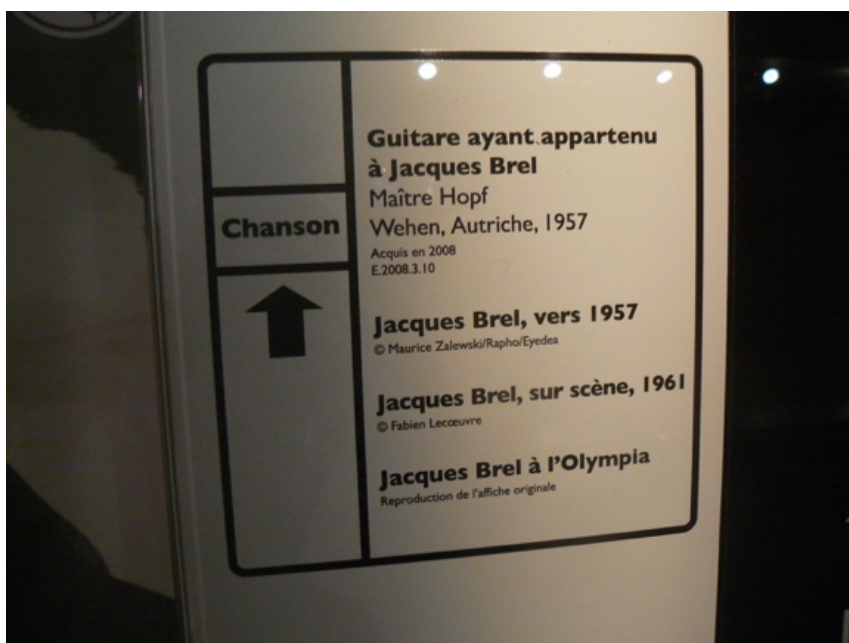 Chanson
Guitare ayant appartenu
à Jacques Brel
Maître Hopf
Wehen, Autriche, 1957
Acquis en 2008
E.2008.3.10
Jacques Brel, vers 1957
© Maurice Zalewski/Rapho/Eyedea
Jacques Brel, sur scène, 1961
© Fabien Lecœuvre
Jacques Brel à l'Olympia
Reproduction de l'affiche originale